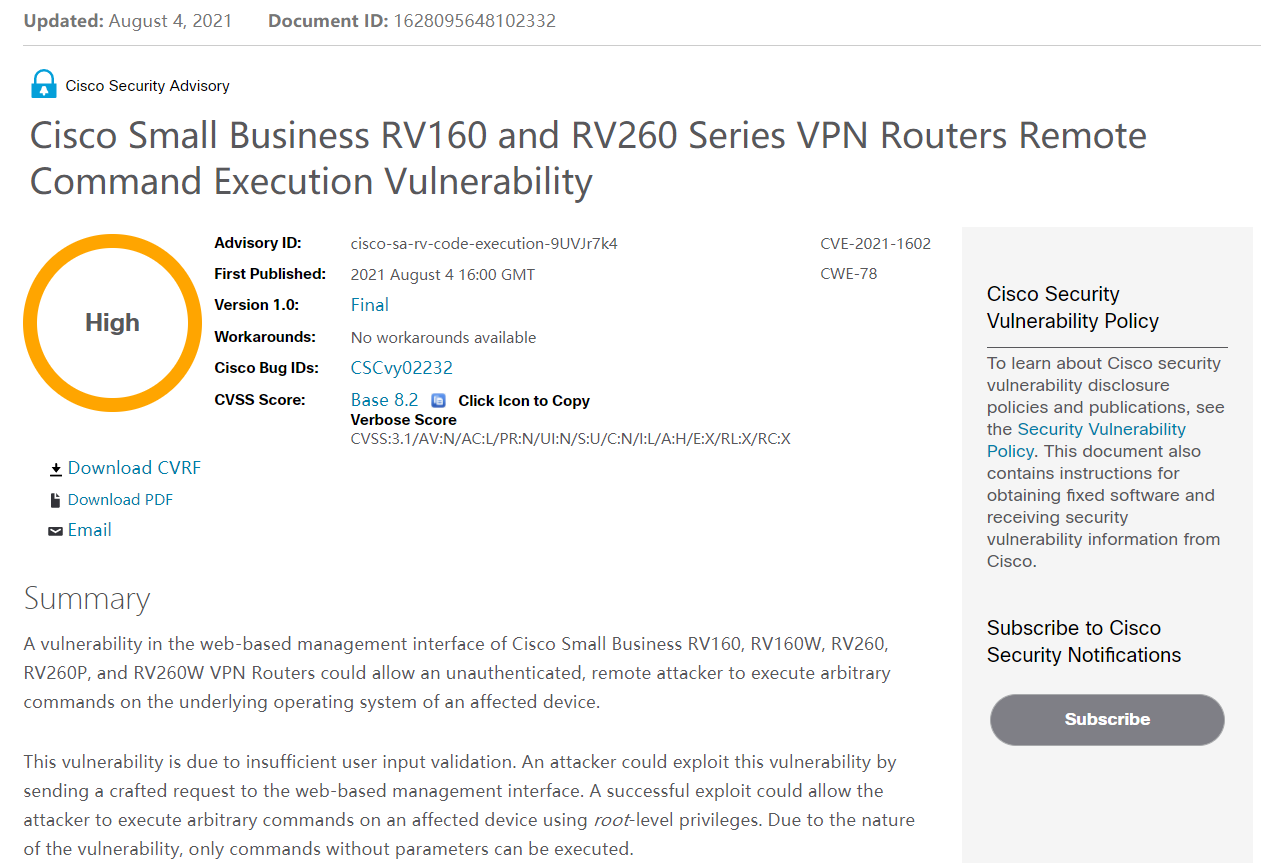 Updated: August 4, 2021 Document ID: 1628095648102332
Cisco Security Advisory
Cisco Small Business RV160 and RV260 Series VPN Routers Remote
Command Execution Vulnerability
High
Advisory ID: cisco-sa-rv-code-execution-9UVJr7k4
First Published: 2021 August 4 16:00 GMT
Version 1.0: Final
Workarounds: No workarounds available
Cisco Bug IDs: CSCvy02232
CVSS Score: Base 8.2 Click Icon to Copy
Verbose Score
CVSS:3.1/AV:N/AC:L/PR:N/UI:N/S:U/C:N/I:L/A:H/E:X/RL:X/RC:X
CVE-2021-1602
CWE-78
Download CVRF
Download PDF
Email
Summary
A vulnerability in the web-based management interface of Cisco Small Business RV160, RV160W, RV260,
RV260P, and RV260W VPN Routers could allow an unauthenticated, remote attacker to execute arbitrary
commands on the underlying operating system of an affected device.
This vulnerability is due to insufficient user input validation. An attacker could exploit this vulnerability by
sending a crafted request to the web-based management interface. A successful exploit could allow the
attacker to execute arbitrary commands on an affected device using root-level privileges. Due to the nature
of the vulnerability, only commands without parameters can be executed.
Cisco Security
Vulnerability Policy
To learn about Cisco security
vulnerability disclosure
policies and publications, see
the Security Vulnerability
Policy. This document also
contains instructions for
obtaining fixed software and
receiving security
vulnerability information from
Cisco.
Subscribe to Cisco
Security Notifications
Subscribe